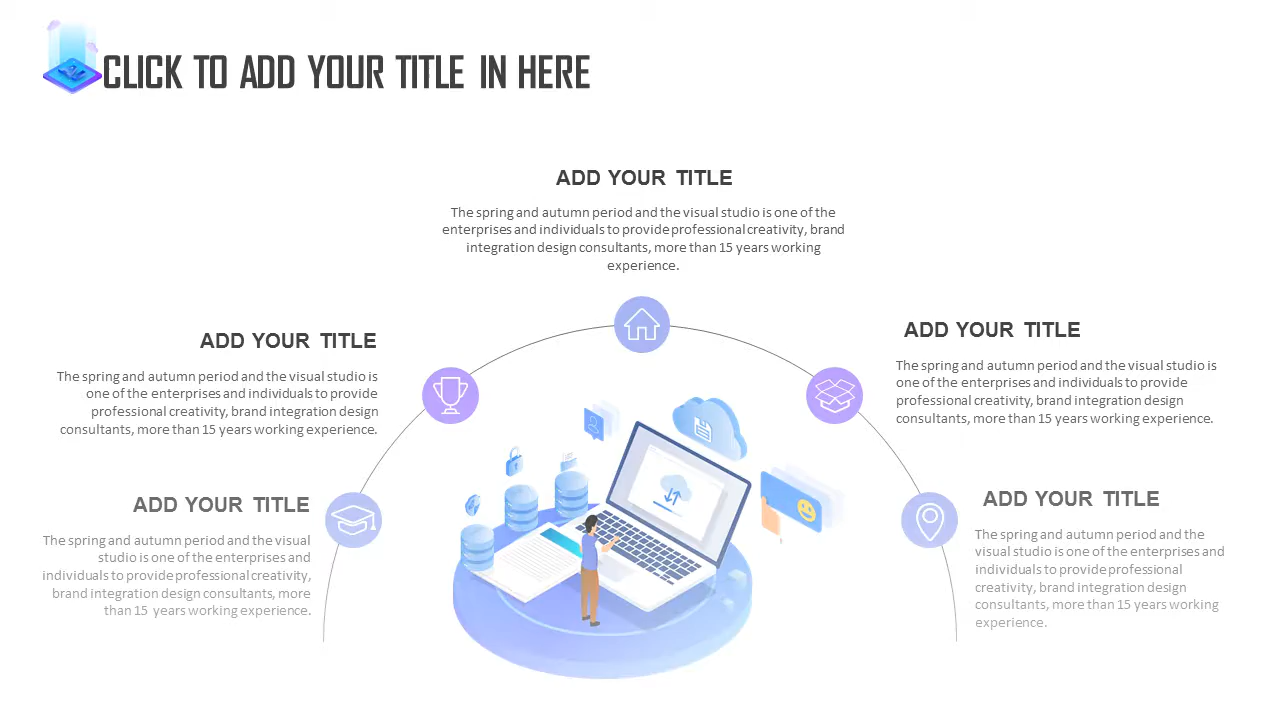 CLICK TO ADD YOUR TITLE IN HERE
ADD YOUR TITLE
The spring and autumn period and the visual studio is one of the
enterprises and individuals to provide professional creativity, brand
integration design consultants, more than 15 years working
experience.
ADD YOUR TITLE
The spring and autumn period and the visual studio is
one of the enterprises and individuals to provide
professional creativity, brand integration design
consultants, more than 15 years working experience.
ADD YOUR TITLE
The spring and autumn period and the visual studio is
one of the enterprises and individuals to provide
professional creativity, brand integration design
consultants, more than 15 years working experience.
ADD YOUR TITLE
The spring and autumn period and the visual
studio is one of the enterprises and
individuals to provide professional creativity,
brand integration design consultants, more
than 15 years working experience.
ADD YOUR TITLE
The spring and autumn period and the
visual studio is one of the enterprises and
individuals to provide professional
creativity, brand integration design
consultants, more than 15 years working
experience.